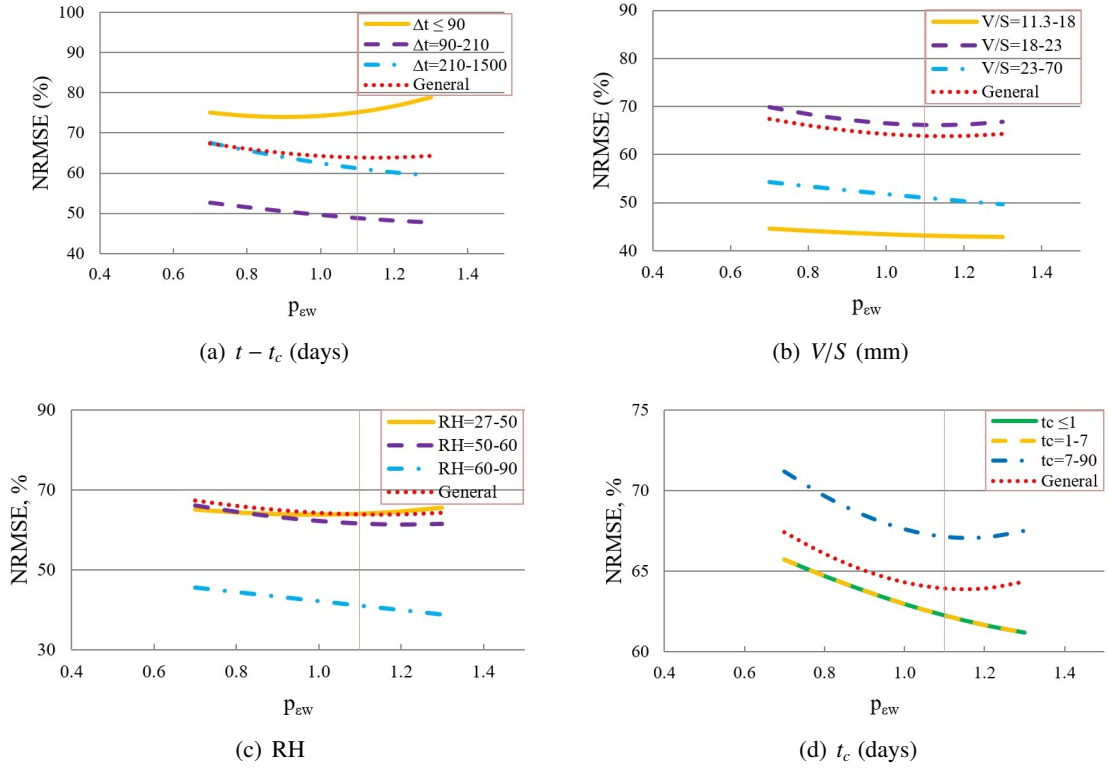 100
90
80
70
60
50
40
NRMSE (%)
0.4 0.6 0.8 1.0 1.2 1.4
pεw
Δt ≤ 90
Δt=90-210
Δt=210-1500
General
(a) t − tc (days)
90
80
70
60
50
40
NRMSE (%)
0.4 0.6 0.8 1.0 1.2 1.4
pεw
V/S=11.3-18
V/S=18-23
V/S=23-70
General
(b) V/S (mm)
90
70
50
30
NRMSE, %
0.4 0.6 0.8 1.0 1.2 1.4
pεw
RH=27-50
RH=50-60
RH=60-90
General
(c) RH
75
70
65
60
NRMSE, %
0.4 0.6 0.8 1.0 1.2 1.4
pεw
tc ≤1
tc=1-7
tc=7-90
General
(d) tc (days)